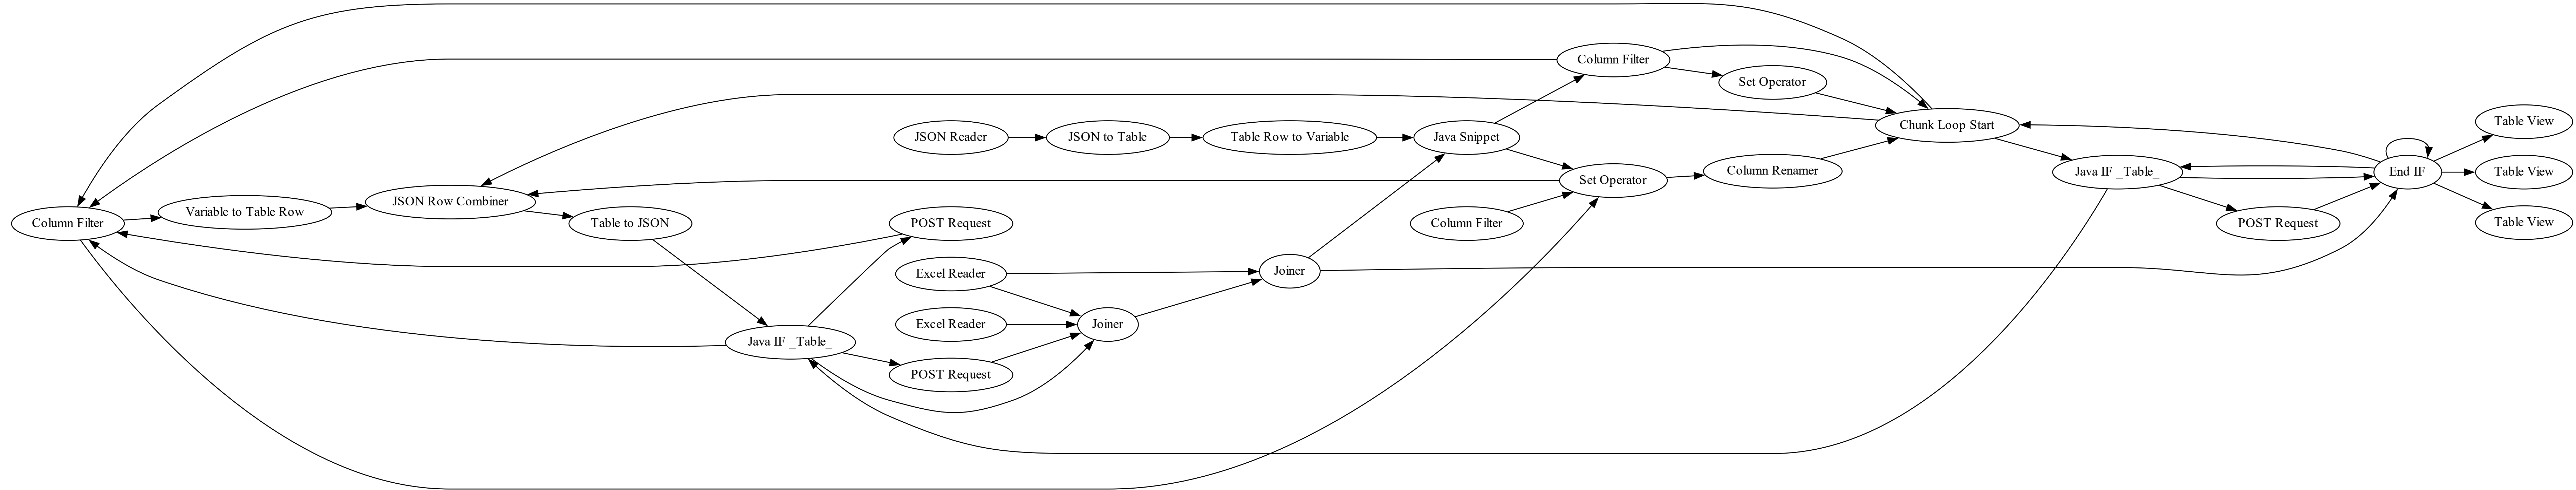 Column Filter
Set Operator
Table View
Chunk Loop Start
JSON Reader
JSON to Table
Table Row to Variable
Java Snippet
Column Renamer
Java IF _Table_
End IF
Table View
Set Operator
JSON Row Combiner
Variable to Table Row
Column Filter
Table to JSON
POST Request
Column Filter
POST Request
Table View
Excel Reader
Joiner
Excel Reader
Joiner
Java IF _Table_
POST Request